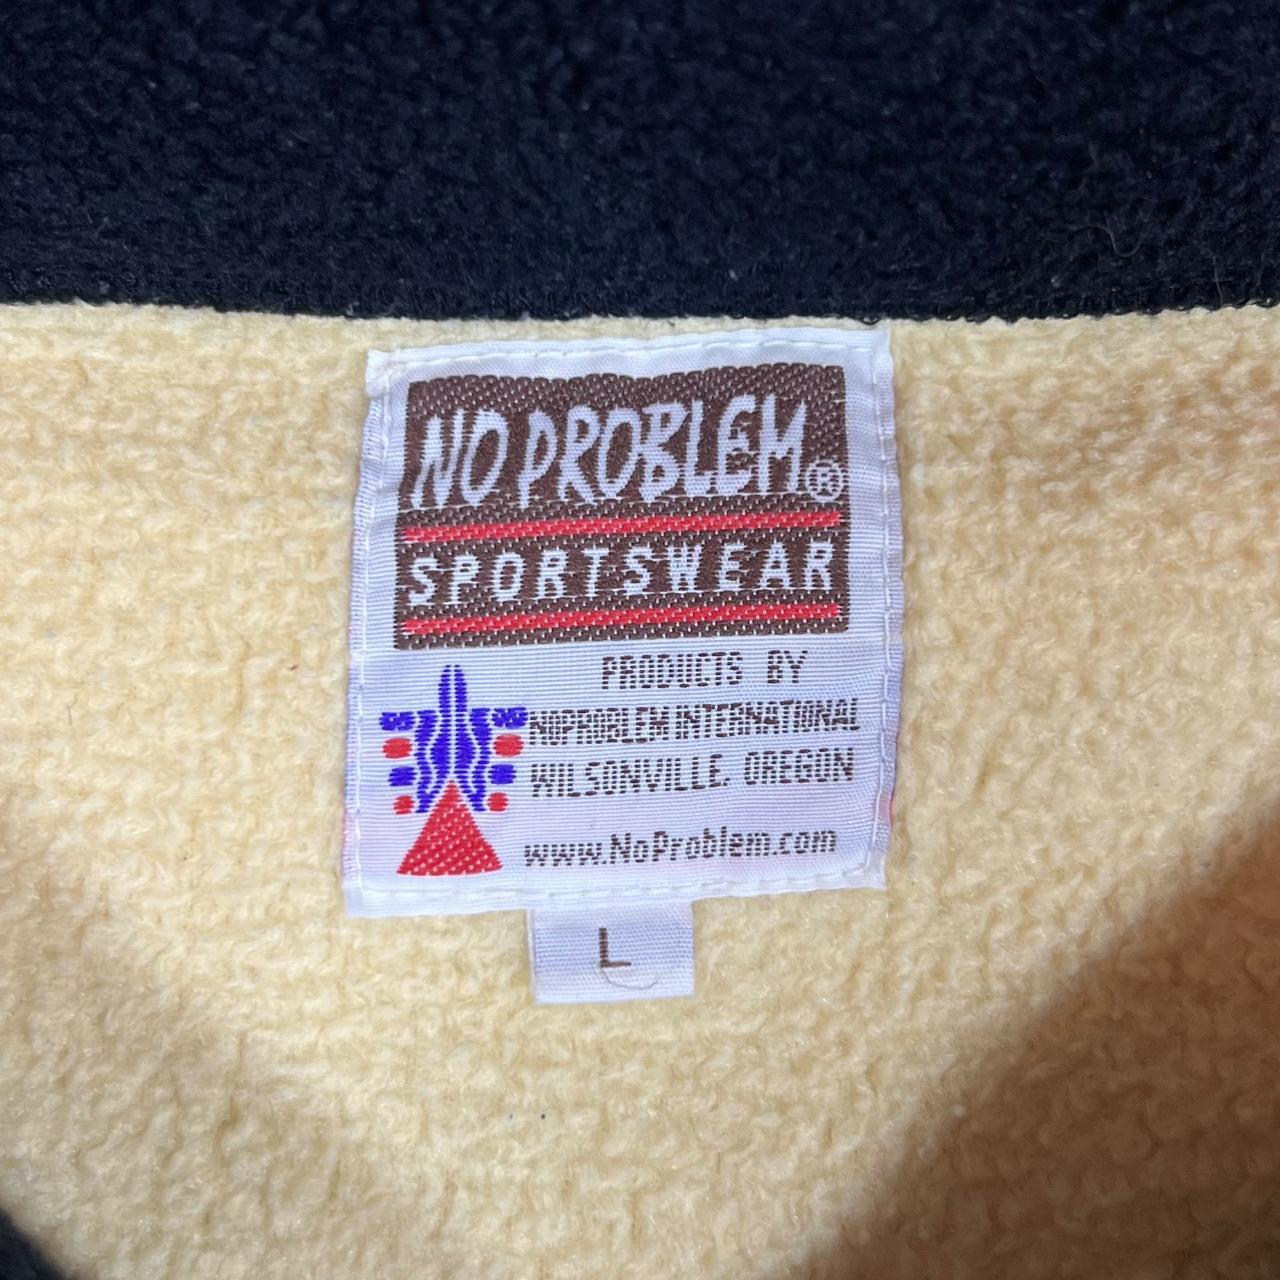 NO PROBLEM®
SPORTSWEAR
PRODUCTS BY
NOPROBLEM INTERNATIONAL
WILSONVILLE, OREGON
www.NoProblem.com
L